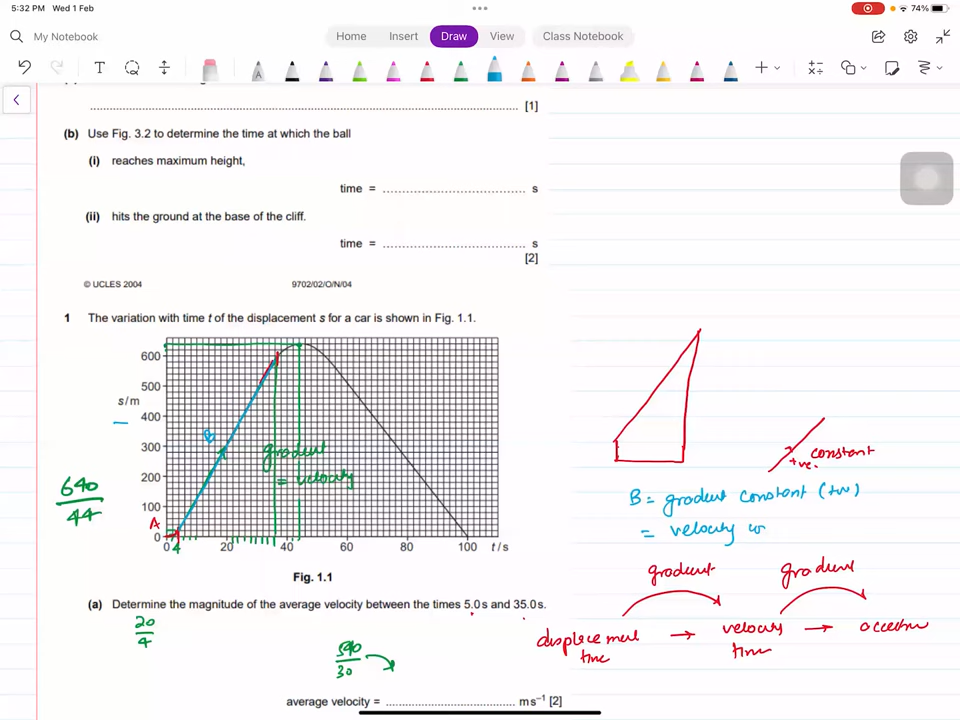 5:32 PM Wed 1 Feb
74%
My Notebook
Home Insert Draw View Class Notebook
[1]
(b) Use Fig. 3.2 to determine the time at which the ball
(i) reaches maximum height,
time = ........................................ s
(ii) hits the ground at the base of the cliff.
time = ........................................ s
[2]
© UCLES 2004 9702/02/O/N/04
1 The variation with time t of the displacement s for a car is shown in Fig. 1.1.
600
500
s/m
400
300
200
100
0
0 20 40 60 80 100 t/s
A
B
4
gradient
= velocity
640
44
Fig. 1.1
constant
+ve.
B = gradient constant (+ve)
= velocity
gradient gradient
displacement → velocity →
time time
(a) Determine the magnitude of the average velocity between the times 5.0 s and 35.0 s.
20
4
540
30
average velocity = ........................................ m s⁻¹ [2]